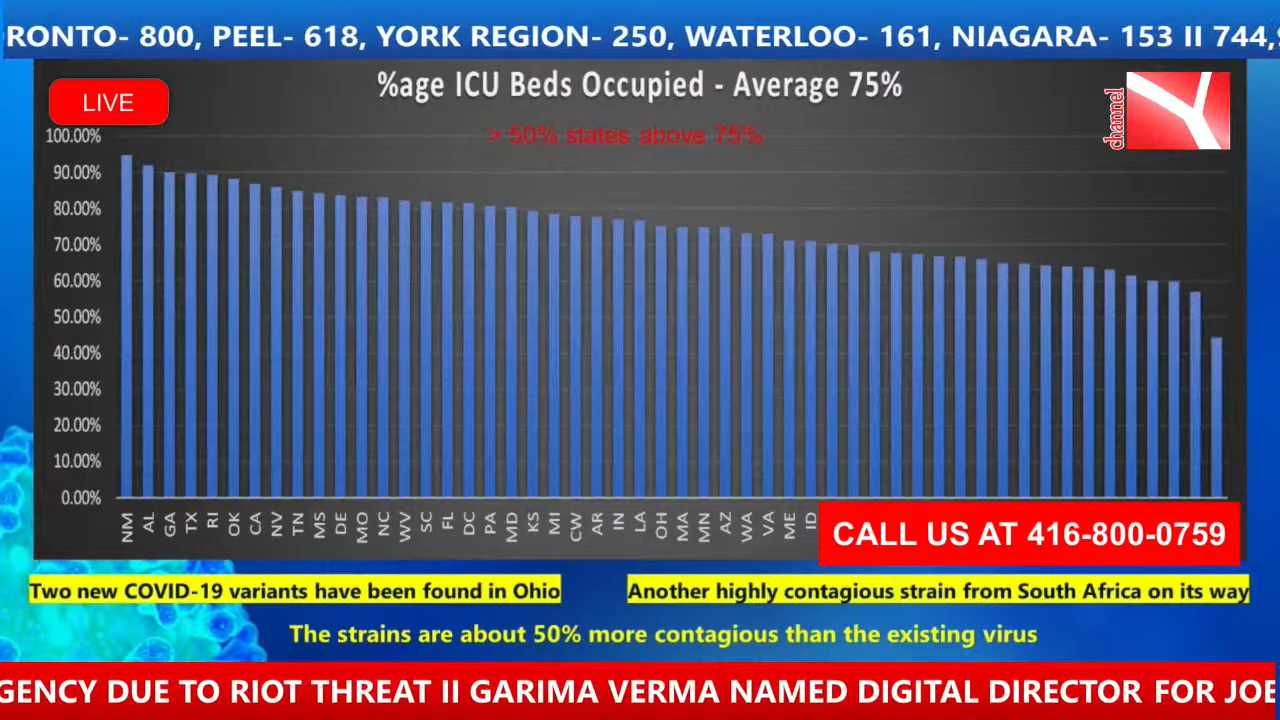 RONTO- 800, PEEL- 618, YORK REGION- 250, WATERLOO- 161, NIAGARA- 153 II 744,9
LIVE
%age ICU Beds Occupied - Average 75%
channel
> 50% states above 75%
100.00%
90.00%
80.00%
70.00%
60.00%
50.00%
40.00%
30.00%
20.00%
10.00%
0.00%
NM AL GA TX RI OK CA NV TN MS DE MO NC WV SC FL DC PA MD KS MI CW AR IN LA OH MA MN AZ WA VA ME ID
CALL US AT 416-800-0759
Two new COVID-19 variants have been found in Ohio
Another highly contagious strain from South Africa on its way
The strains are about 50% more contagious than the existing virus
GENCY DUE TO RIOT THREAT II GARIMA VERMA NAMED DIGITAL DIRECTOR FOR JOE